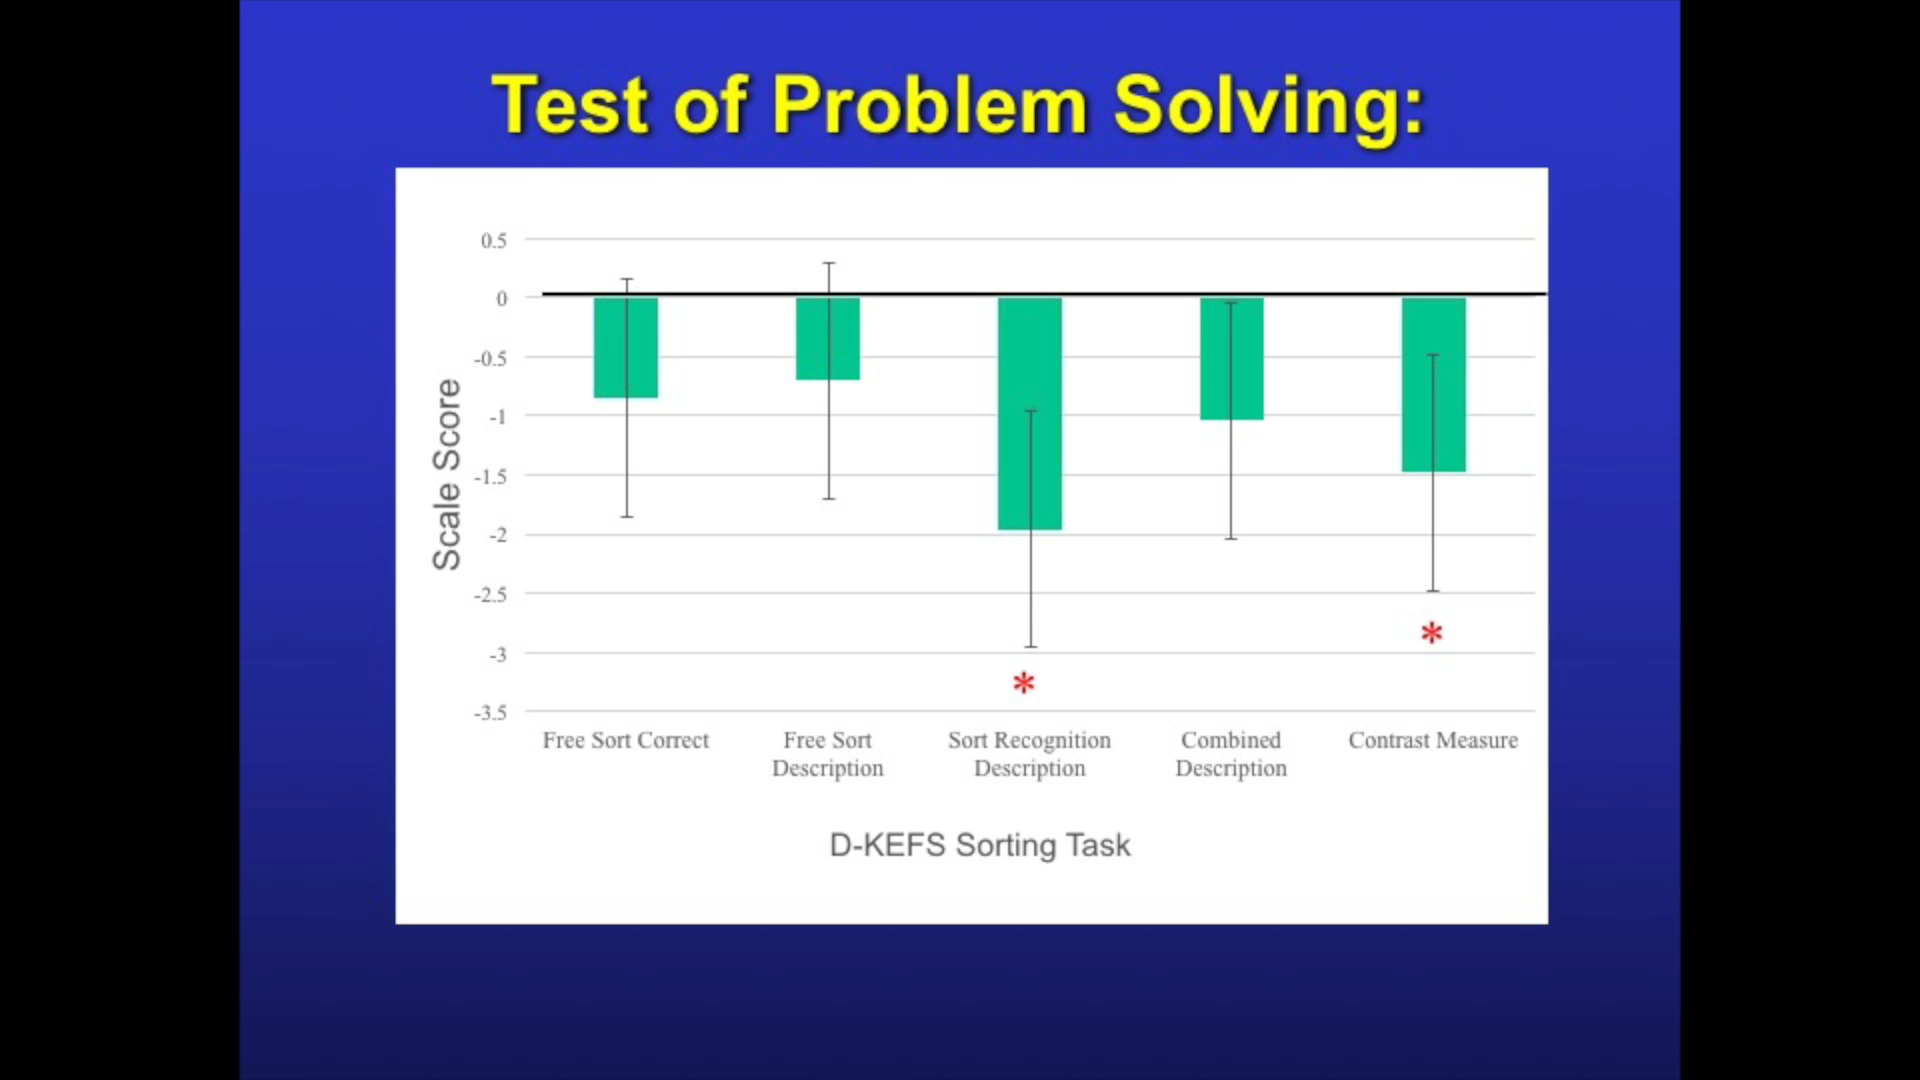 Test of Problem Solving:
0.5
0
-0.5
-1
-1.5
-2
-2.5
-3
-3.5
Scale Score
*
*
Free Sort Correct
Free Sort
Description
Sort Recognition
Description
Combined
Description
Contrast Measure
D-KEFS Sorting Task